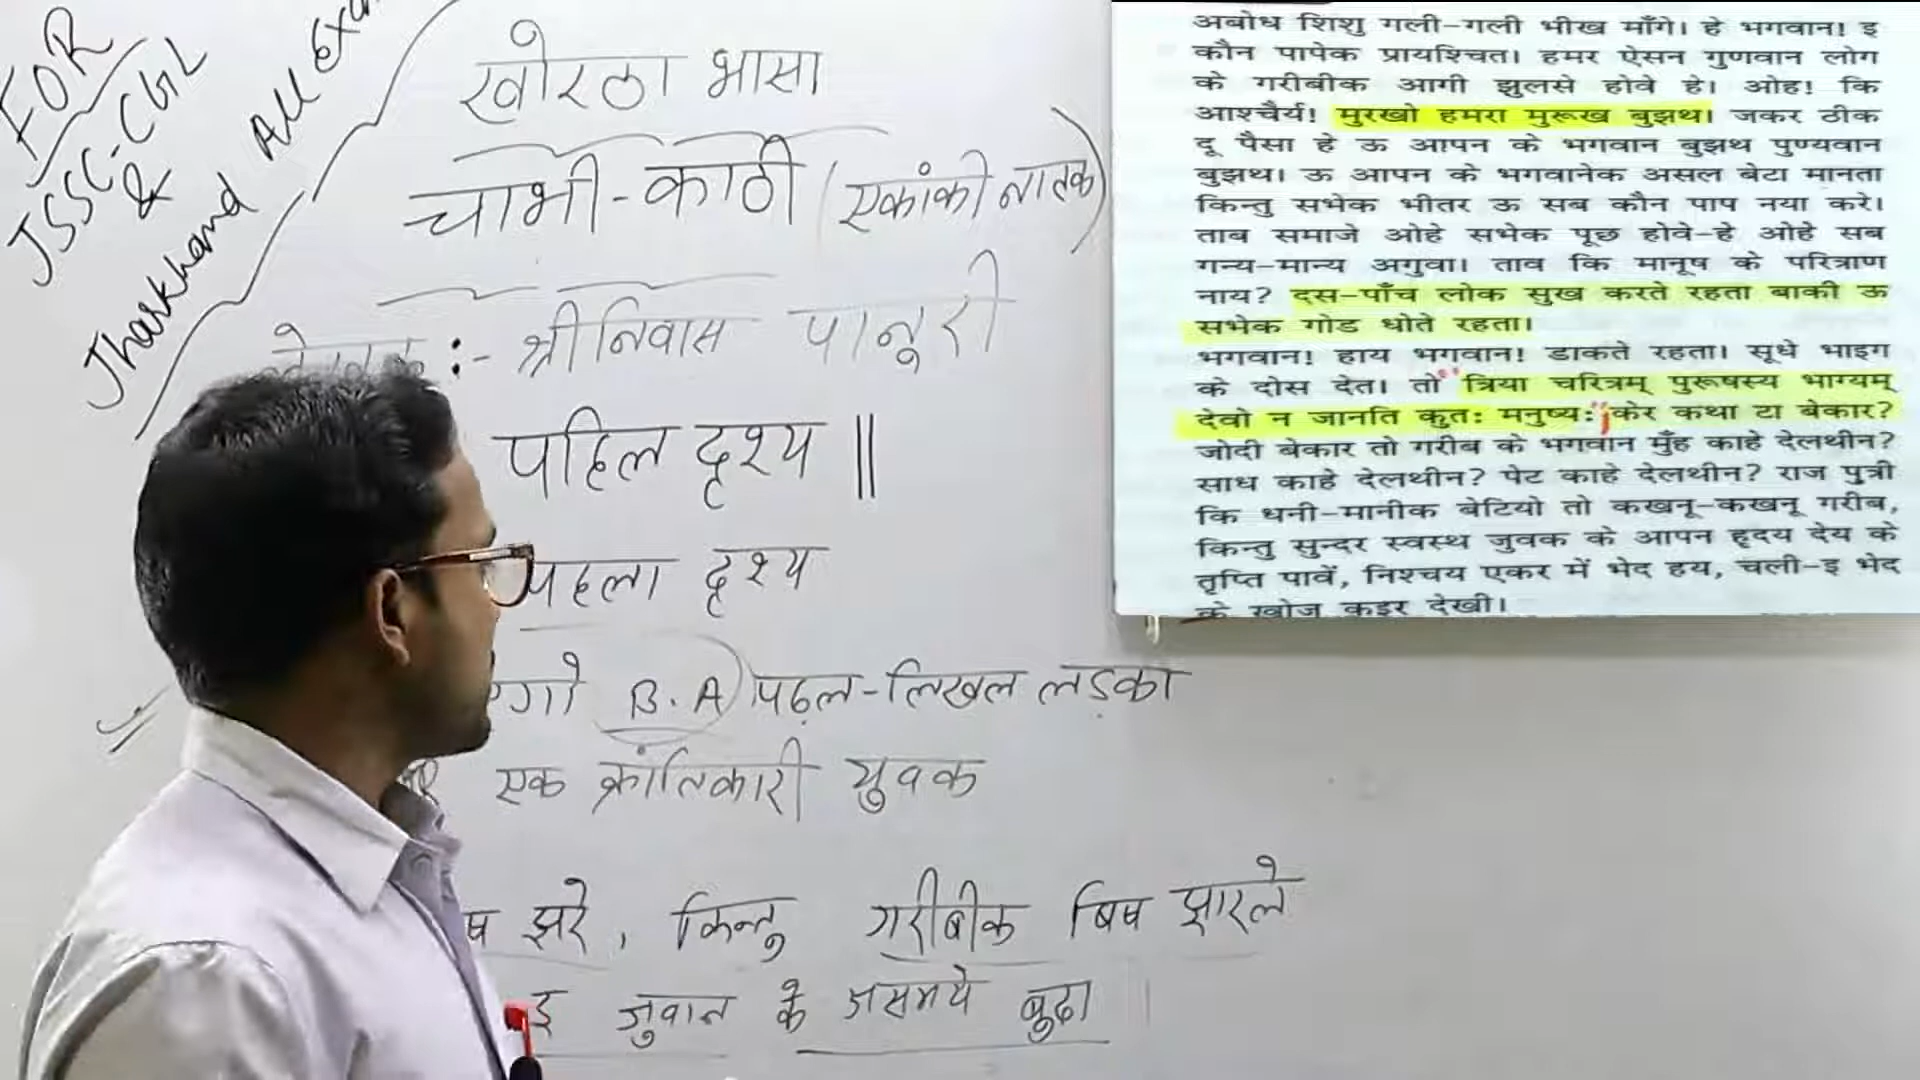 FOR
JSSC-CGL
&
Jharkhand All Exam
खोरठा भासा
चाभी-काठी (एकांकी नाटक)
:- श्रीनिवास पानूरी
पहिल दृश्य ||
पहला दृश्य
एगो B.A पढ़ल-लिखल लड़का
एक क्रांतिकारी युवक
झरे, किन्तु गरीबीक बिष झारले
इ जुवान के असमये बुढ़ा
अबोध शिशु गली-गली भीख माँगे। हे भगवान! इ
कौन पापेक प्रायश्चित। हमर ऐसन गुणवान लोग
के गरीबीक आगी झुलसे होवे हे। ओह! कि
आश्चैर्य! मुरखो हमरा मुरूख बुझथ। जकर ठीक
दू पैसा हे ऊ आपन के भगवान बुझथ पुण्यवान
बुझथ। ऊ आपन के भगवानेक असल बेटा मानता
किन्तु सभेक भीतर ऊ सब कौन पाप नया करे।
ताब समाजे ओहे सभेक पूछ होवे-हे ओहे सब
गन्य-मान्य अगुवा। ताव कि मानूष के परित्राण
नाय? दस-पाँच लोक सुख करते रहता बाकी ऊ
सभेक गोड धोते रहता।
भगवान! हाय भगवान! डाकते रहता। सूधे भाइग
के दोस देत। तो "त्रिया चरित्रम् पुरूषस्य भाग्यम्
देवो न जानति कुतः मनुष्यः" केर कथा टा बेकार?
जोदी बेकार तो गरीब के भगवान मुँह काहे देलथीन?
साध काहे देलथीन? पेट काहे देलथीन? राज पुत्री
कि धनी-मानीक बेटियो तो कखनू-कखनू गरीब,
किन्तु सुन्दर स्वस्थ जुवक के आपन हृदय देय के
तृप्ति पावें, निश्चय एकर में भेद हय, चली-इ भेद
के खोज कइर देखी।